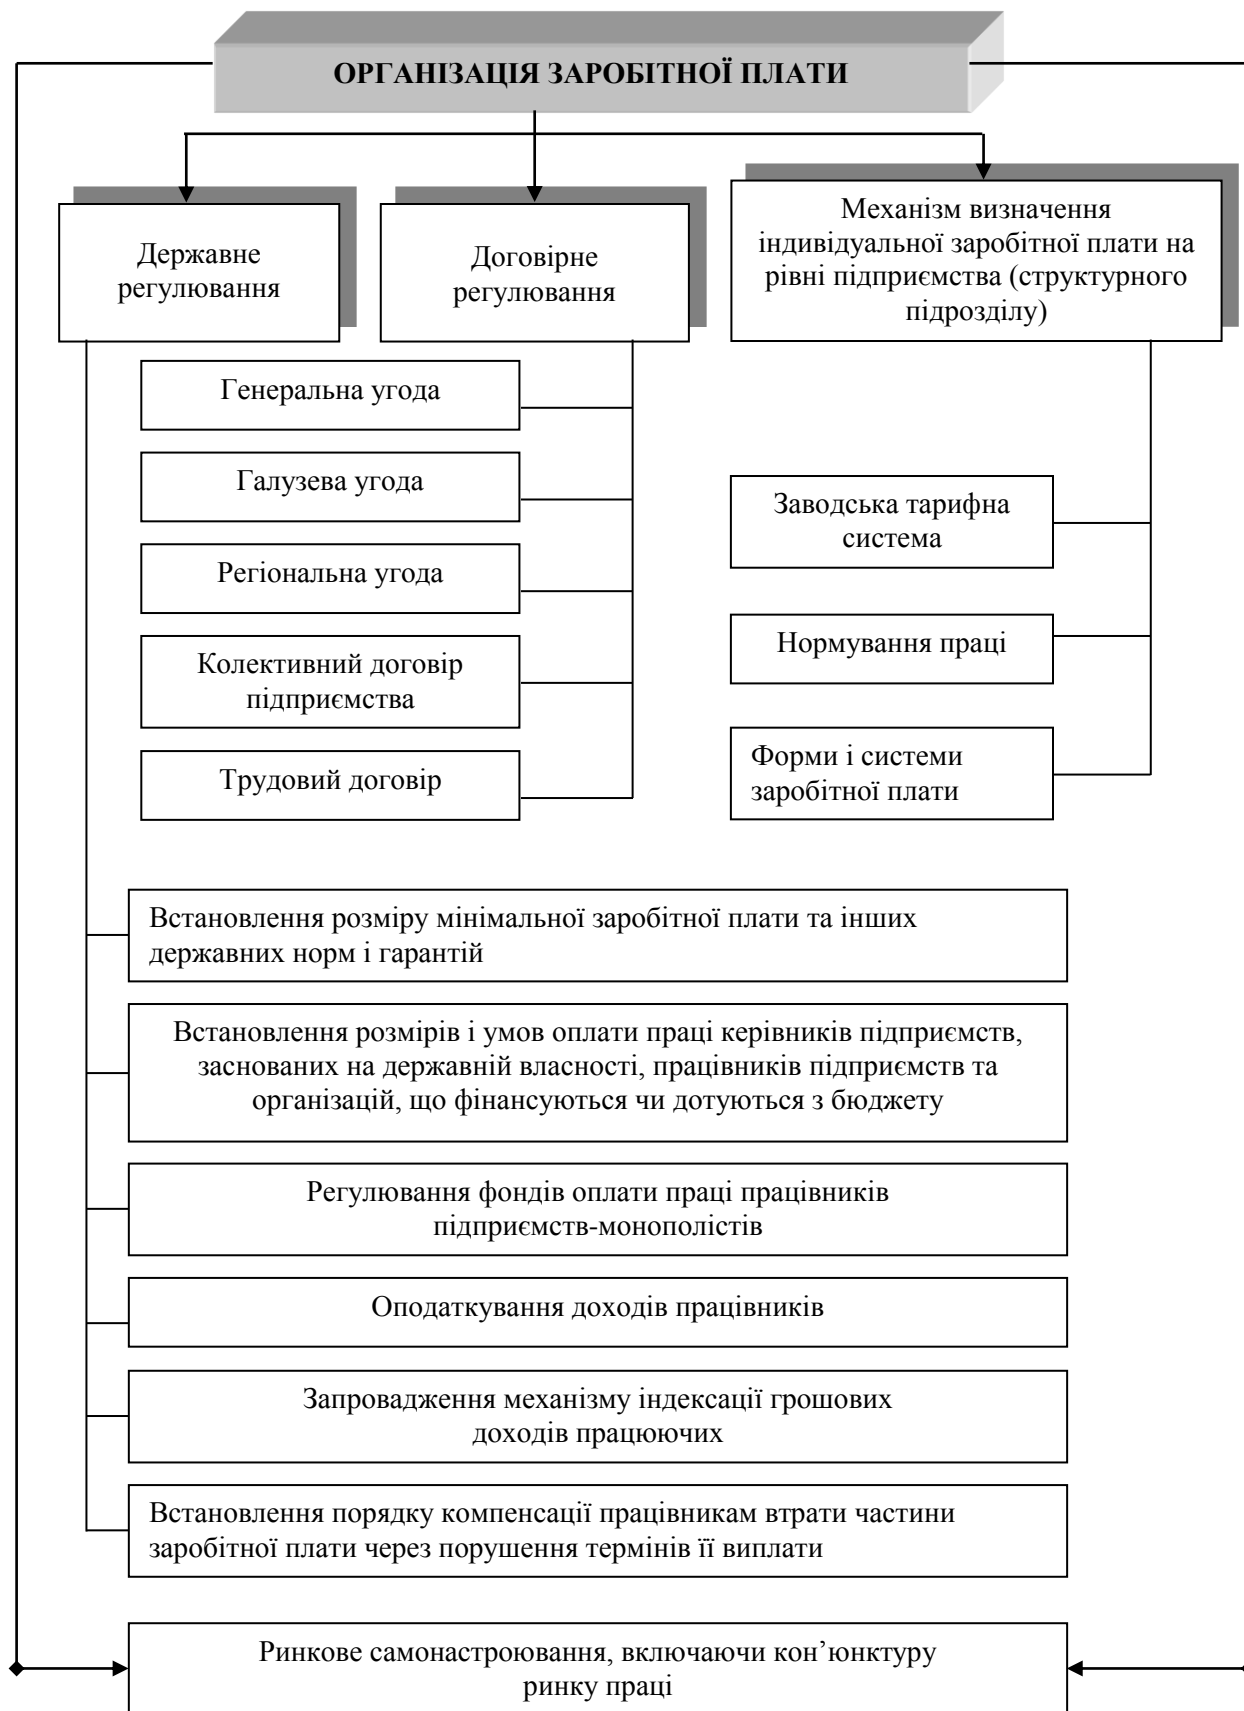 ОРГАНІЗАЦІЯ ЗАРОБІТНОЇ ПЛАТИ
Державне
регулювання
Договірне
регулювання
Механізм визначення
індивідуальної заробітної плати на
рівні підприємства (структурного
підрозділу)
Генеральна угода
Галузева угода
Регіональна угода
Колективний договір
підприємства
Трудовий договір
Заводська тарифна
система
Нормування праці
Форми і системи
заробітної плати
Встановлення розміру мінімальної заробітної плати та інших
державних норм і гарантій
Встановлення розмірів і умов оплати праці керівників підприємств,
заснованих на державній власності, працівників підприємств та
організацій, що фінансуються чи дотуються з бюджету
Регулювання фондів оплати праці працівників
підприємств-монополістів
Оподаткування доходів працівників
Запровадження механізму індексації грошових
доходів працюючих
Встановлення порядку компенсації працівникам втрати частини
заробітної плати через порушення термінів її виплати
Ринкове самонастроювання, включаючи кон’юнктуру
ринку праці